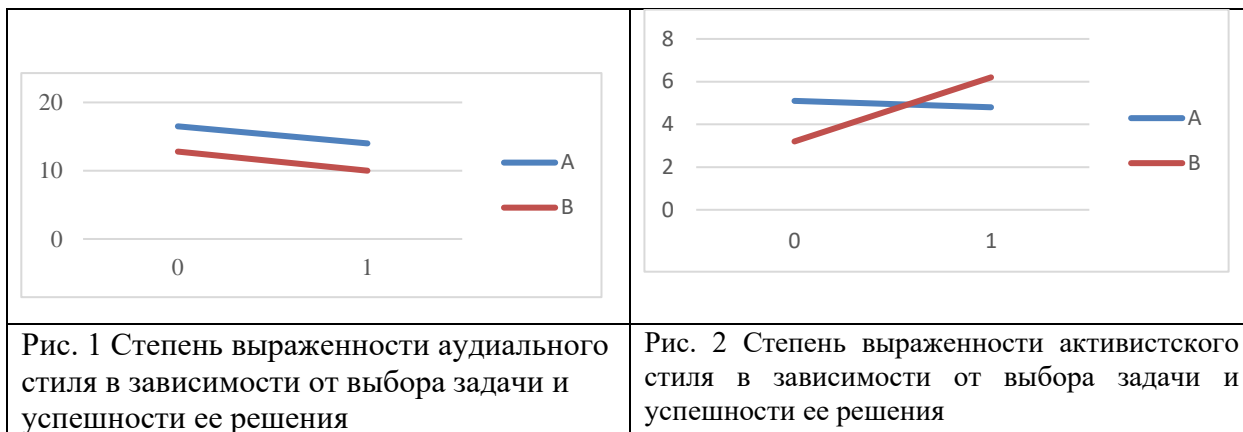 20
10
0
0 1
A
B
8
6
4
2
0
0 1
A
B
Рис. 1 Степень выраженности аудиального
стиля в зависимости от выбора задачи и
успешности ее решения
Рис. 2 Степень выраженности активистского
стиля в зависимости от выбора задачи и
успешности ее решения